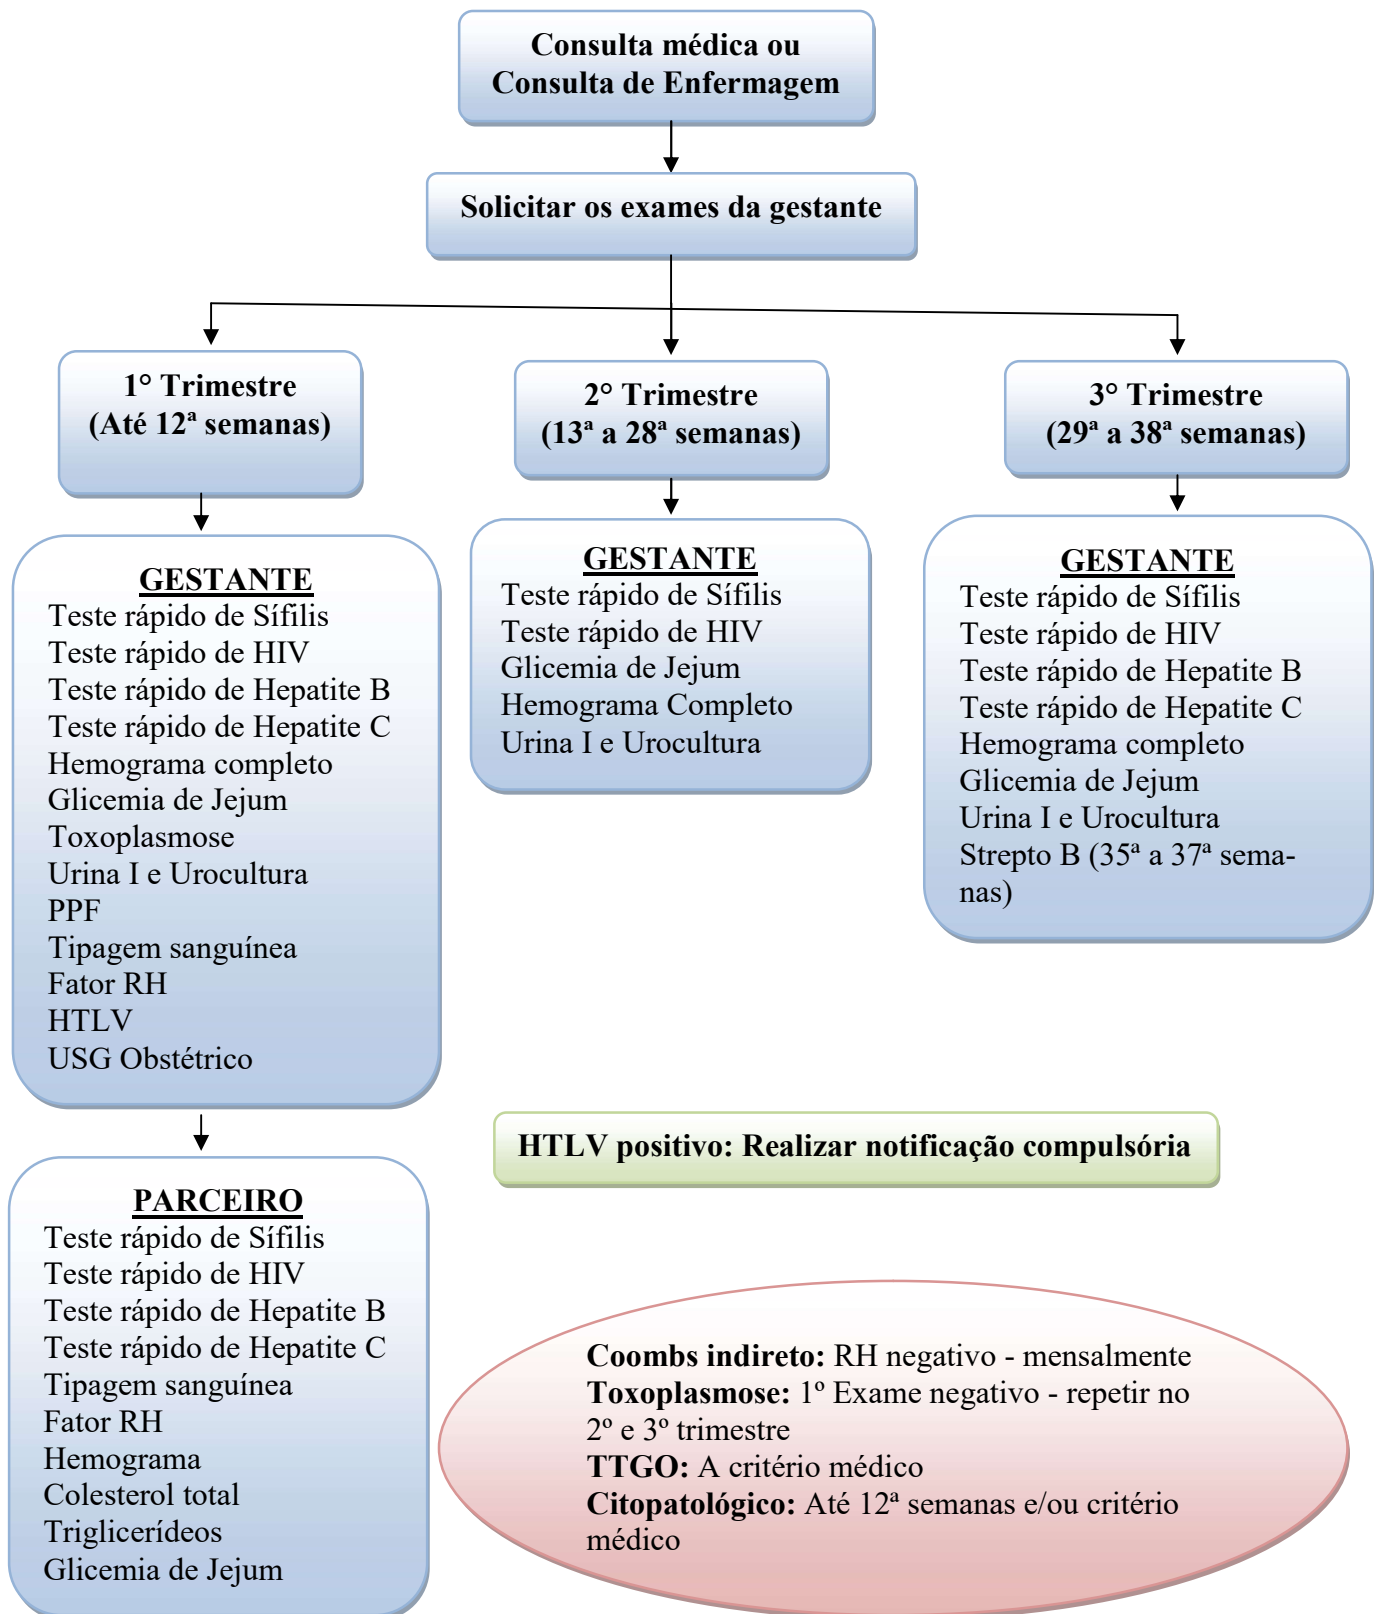 Consulta médica ou
Consulta de Enfermagem
Solicitar os exames da gestante
1° Trimestre
(Até 12ª semanas)
2° Trimestre
(13ª a 28ª semanas)
3° Trimestre
(29ª a 38ª semanas)
GESTANTE
Teste rápido de Sífilis
Teste rápido de HIV
Teste rápido de Hepatite B
Teste rápido de Hepatite C
Hemograma completo
Glicemia de Jejum
Toxoplasmose
Urina I e Urocultura
PPF
Tipagem sanguínea
Fator RH
HTLV
USG Obstétrico
GESTANTE
Teste rápido de Sífilis
Teste rápido de HIV
Glicemia de Jejum
Hemograma Completo
Urina I e Urocultura
GESTANTE
Teste rápido de Sífilis
Teste rápido de HIV
Teste rápido de Hepatite B
Teste rápido de Hepatite C
Hemograma completo
Glicemia de Jejum
Urina I e Urocultura
Strepto B (35ª a 37ª sema-
nas)
HTLV positivo: Realizar notificação compulsória
PARCEIRO
Teste rápido de Sífilis
Teste rápido de HIV
Teste rápido de Hepatite B
Teste rápido de Hepatite C
Tipagem sanguínea
Fator RH
Hemograma
Colesterol total
Triglicerídeos
Glicemia de Jejum
Coombs indireto: RH negativo - mensalmente
Toxoplasmose: 1º Exame negativo - repetir no
2º e 3º trimestre
TTGO: A critério médico
Citopatológico: Até 12ª semanas e/ou critério
médico